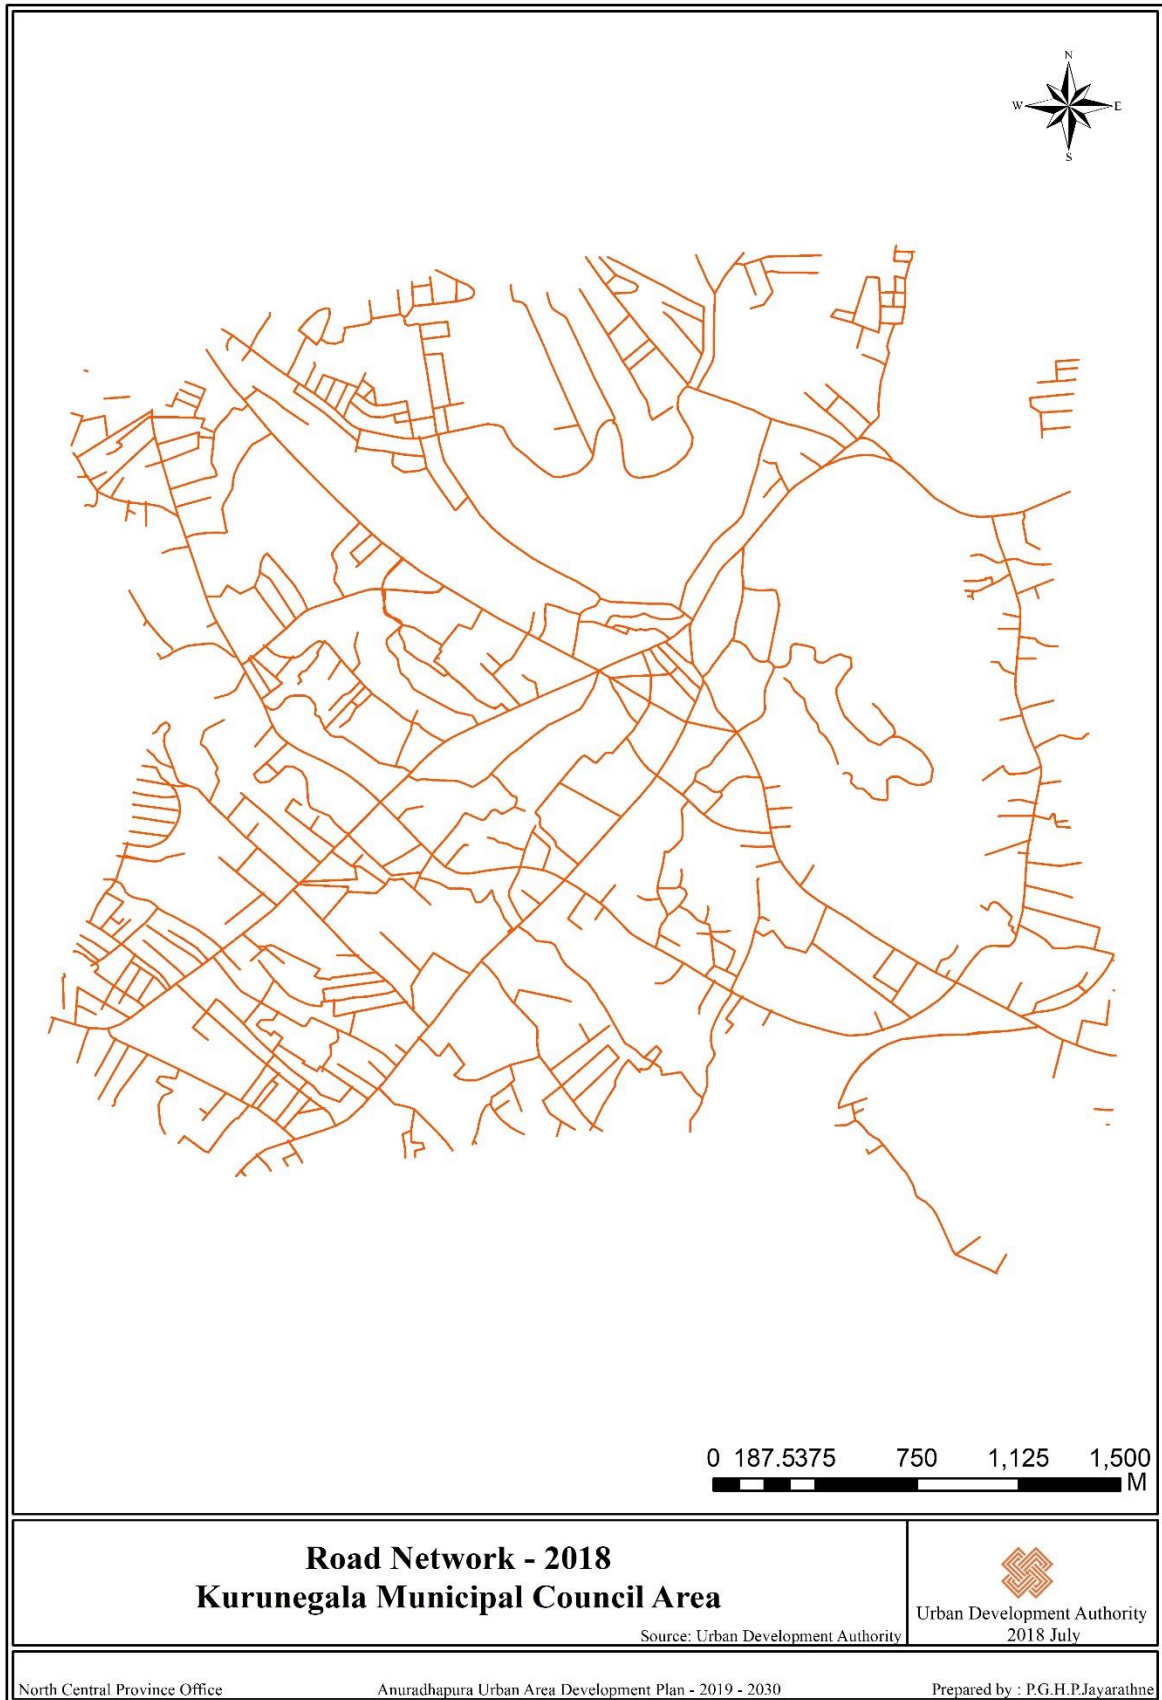 N
W E
S
0 187.5375 750 1,125 1,500
M
Road Network - 2018
Kurunegala Municipal Council Area
Source: Urban Development Authority
Urban Development Authority
2018 July
North Central Province Office Anuradhapura Urban Area Development Plan - 2019 - 2030 Prepared by : P.G.H.P.Jayarathne